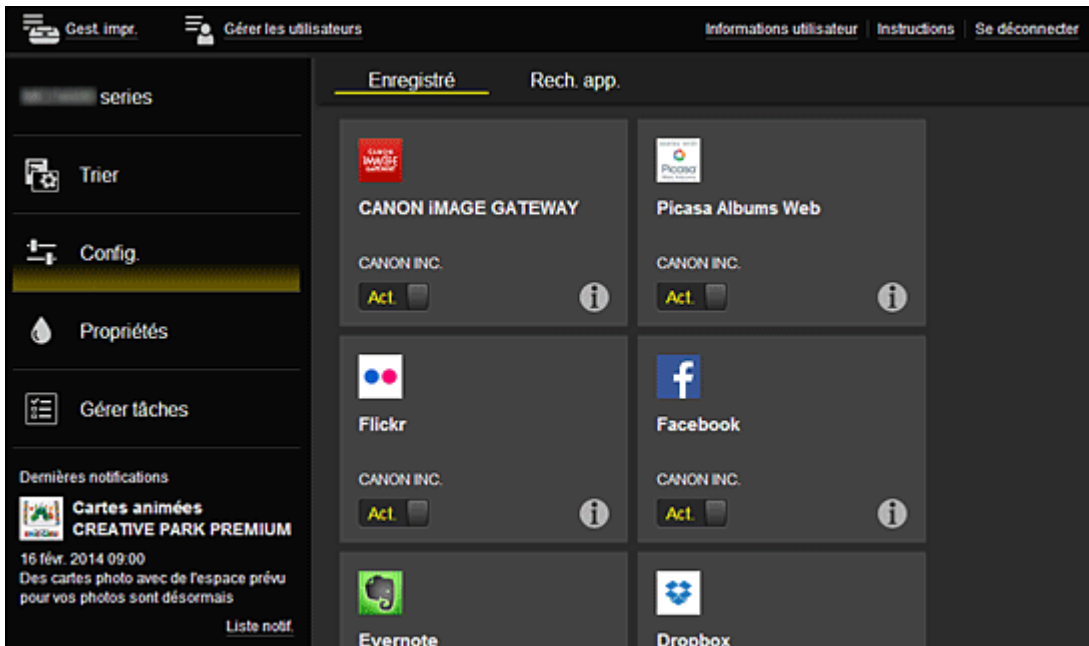 Gest. impr.
Gérer les utilisateurs
Informations utilisateur
Instructions
Se déconnecter
series
Enregistré
Rech. app.
Trier
Config.
Propriétés
Gérer tâches
CANON iMAGE GATEWAY
CANON iMAGE GATEWAY
CANON INC.
Act.
Picasa
Picasa Albums Web
CANON INC.
Act.
Flickr
CANON INC.
Act.
Facebook
CANON INC.
Act.
Evernote
Dropbox
Dernières notifications
Cartes animées
CREATIVE PARK PREMIUM
16 févr. 2014 09:00
Des cartes photo avec de l'espace prévu
pour vos photos sont désormais
Liste notif.